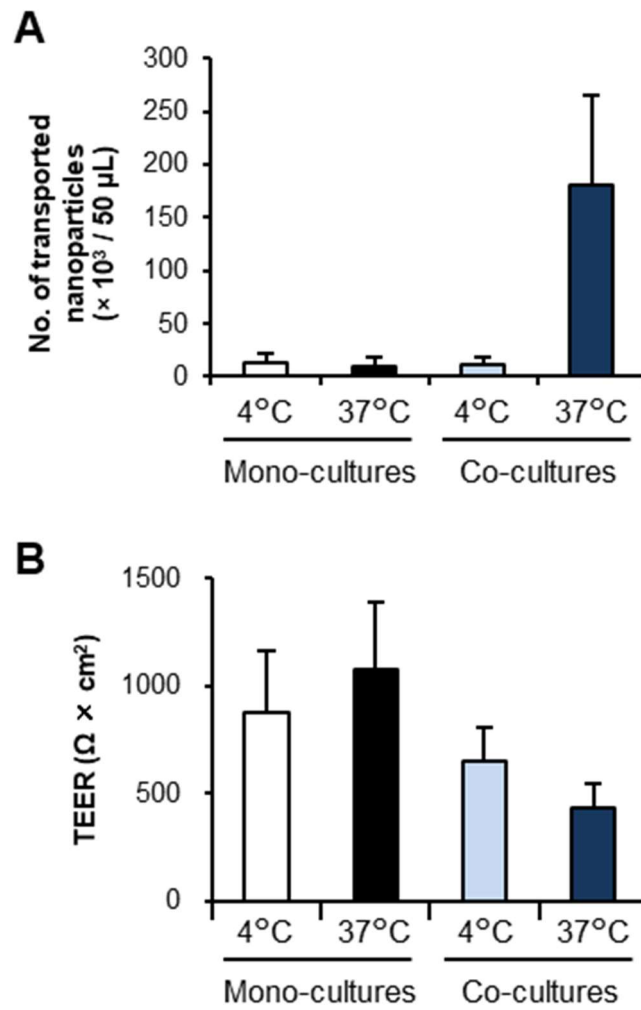 A
No. of transported
nanoparticles
(× 10³ / 50 µL)
300
250
200
150
100
50
0
4°C 37°C 4°C 37°C
Mono-cultures Co-cultures
B
TEER (Ω × cm²)
1500
1000
500
0
4°C 37°C 4°C 37°C
Mono-cultures Co-cultures